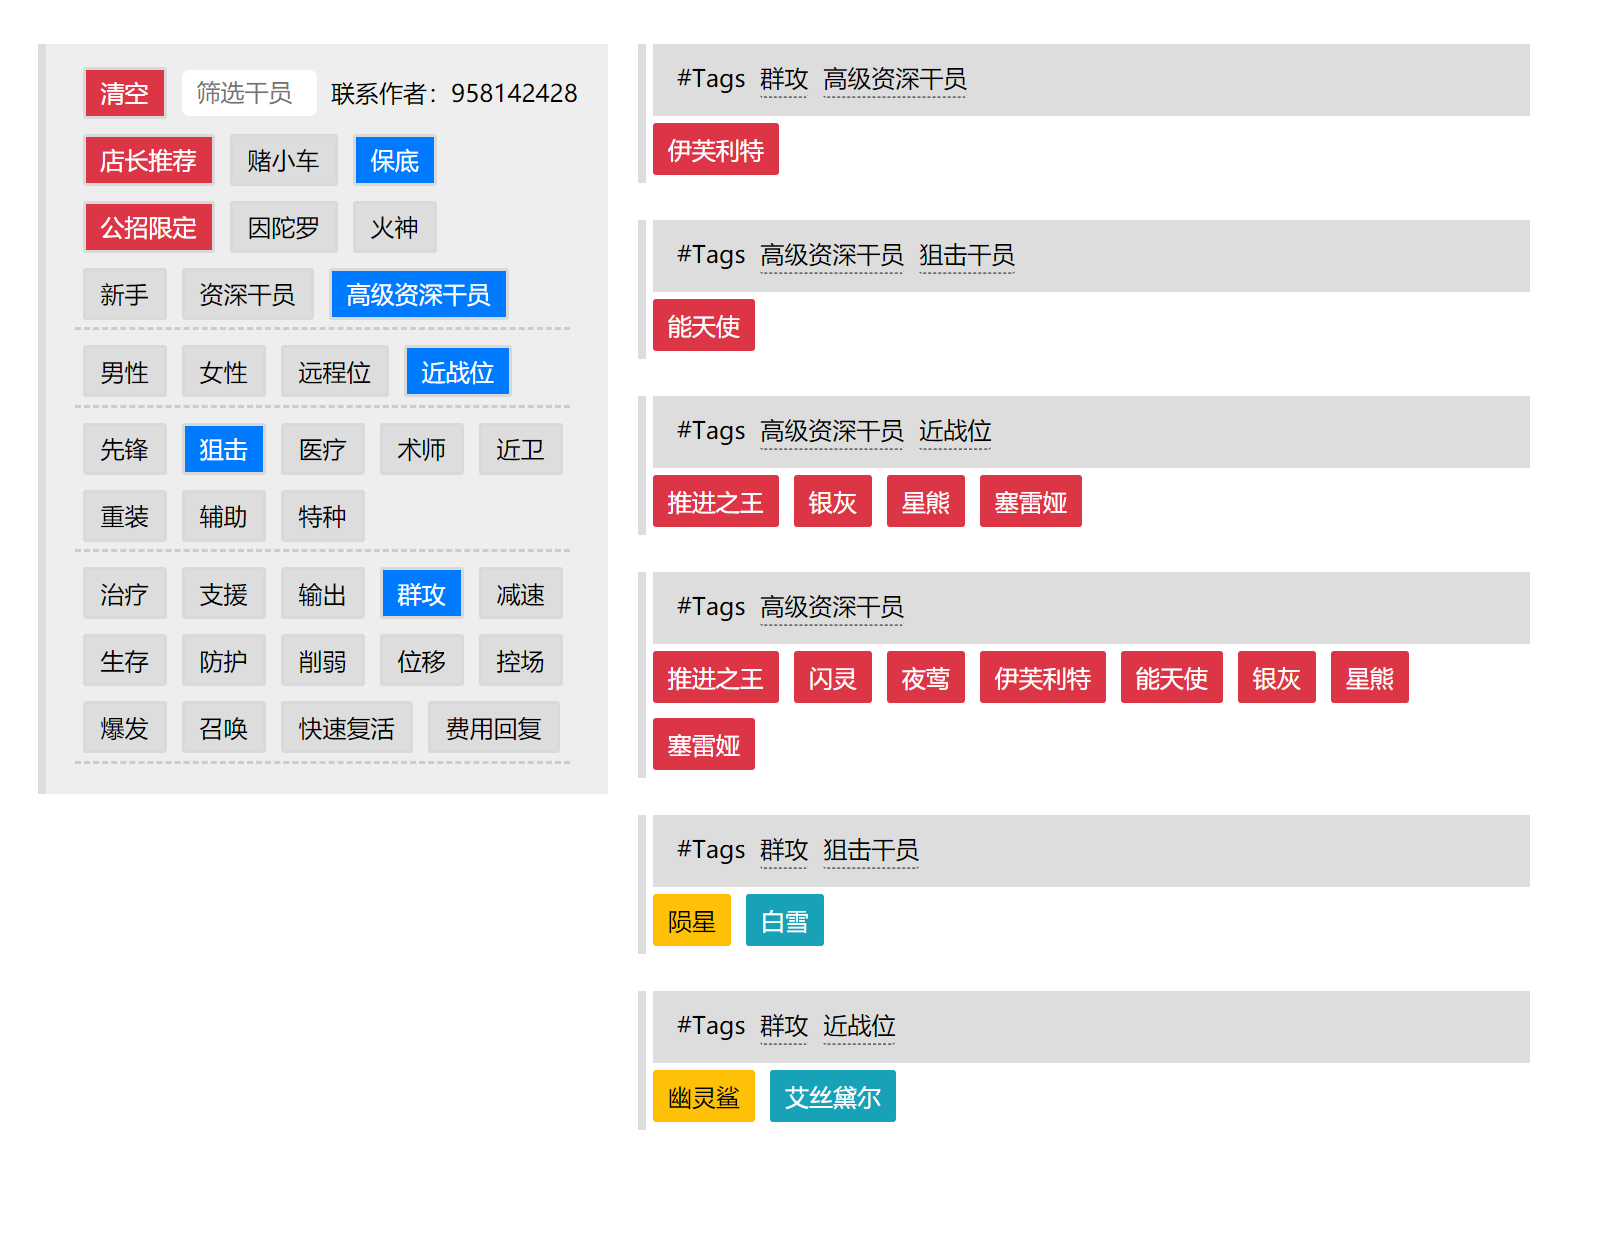 清空 筛选干员 联系作者：958142428
店长推荐 赌小车 保底
公招限定 因陀罗 火神
新手 资深干员 高级资深干员
男性 女性 远程位 近战位
先锋 狙击 医疗 术师 近卫
重装 辅助 特种
治疗 支援 输出 群攻 减速
生存 防护 削弱 位移 控场
爆发 召唤 快速复活 费用回复
#Tags 群攻 高级资深干员
伊芙利特
#Tags 高级资深干员 狙击干员
能天使
#Tags 高级资深干员 近战位
推进之王 银灰 星熊 塞雷娅
#Tags 高级资深干员
推进之王 闪灵 夜莺 伊芙利特 能天使 银灰 星熊
塞雷娅
#Tags 群攻 狙击干员
陨星 白雪
#Tags 群攻 近战位
幽灵鲨 艾丝黛尔